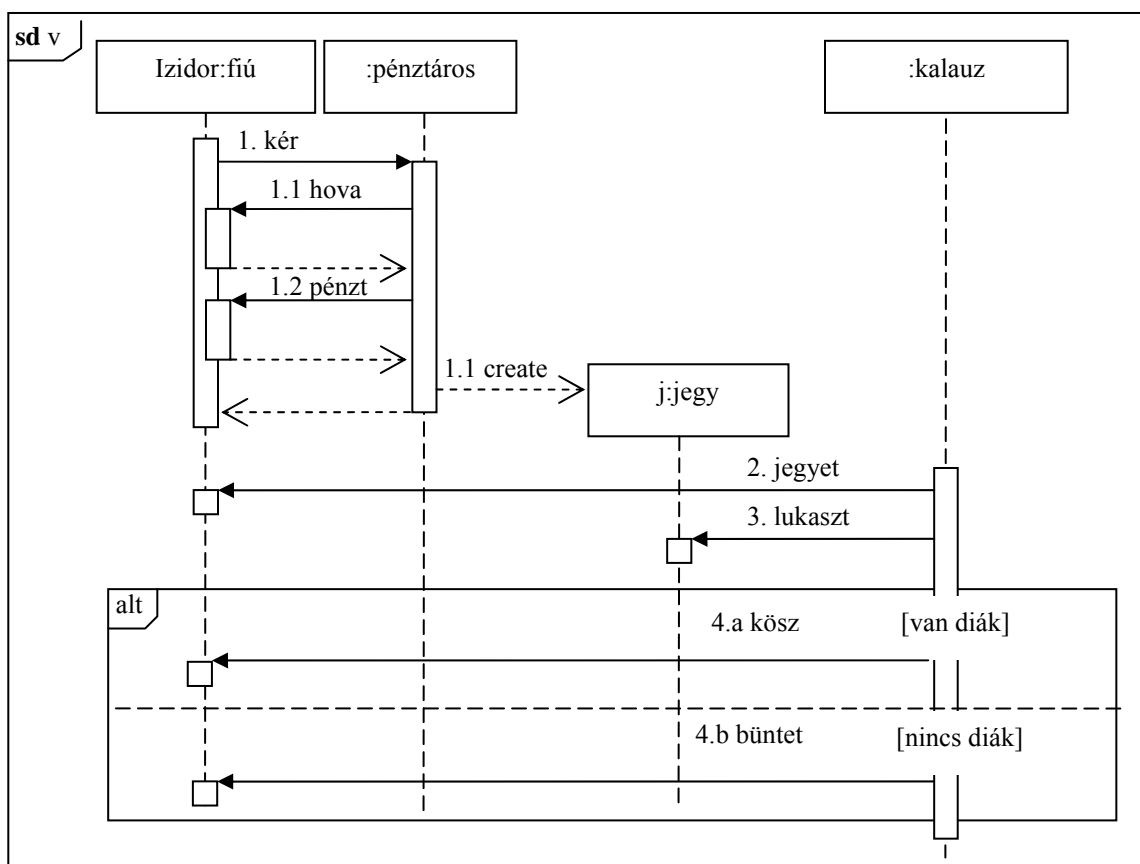 sd v
Izidor:fiú
:pénztáros
:kalauz
1. kér
1.1 hova
1.2 pénzt
1.1 create
j:jegy
2. jegyet
3. lukaszt
alt
4.a kösz
[van diák]
4.b büntet
[nincs diák]